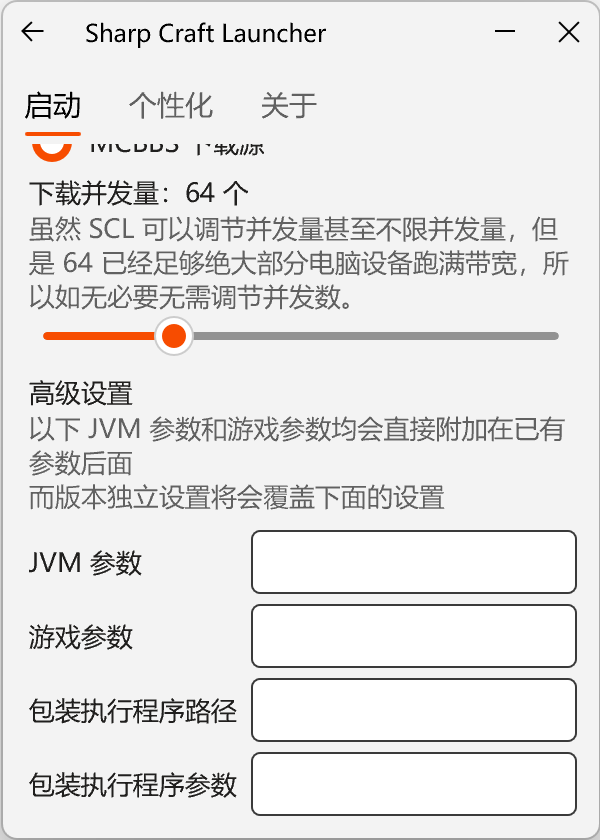 Sharp Craft Launcher
启动 个性化 关于
MCBBS 下载源
下载并发量：64 个
虽然 SCL 可以调节并发量甚至不限并发量，但
是 64 已经足够绝大部分电脑设备跑满带宽，所
以如无必要无需调节并发数。
高级设置
以下 JVM 参数和游戏参数均会直接附加在已有
参数后面
而版本独立设置将会覆盖下面的设置
JVM 参数
游戏参数
包装执行程序路径
包装执行程序参数